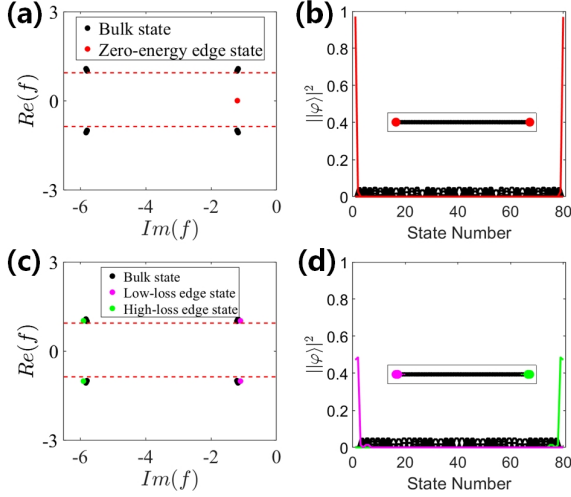 (a)
3
0
-3
Re(f)
-6
-4
-2
0
Im(f)
Bulk state
Zero-energy edge state
(b)
1
0.8
0.6
0.4
0.2
0
||φ⟩|²
20
40
60
80
State Number
(c)
3
0
-3
Re(f)
-6
-4
-2
0
Im(f)
Bulk state
Low-loss edge state
High-loss edge state
(d)
1
0.8
0.6
0.4
0.2
0
||φ⟩|²
0
20
40
60
80
State Number